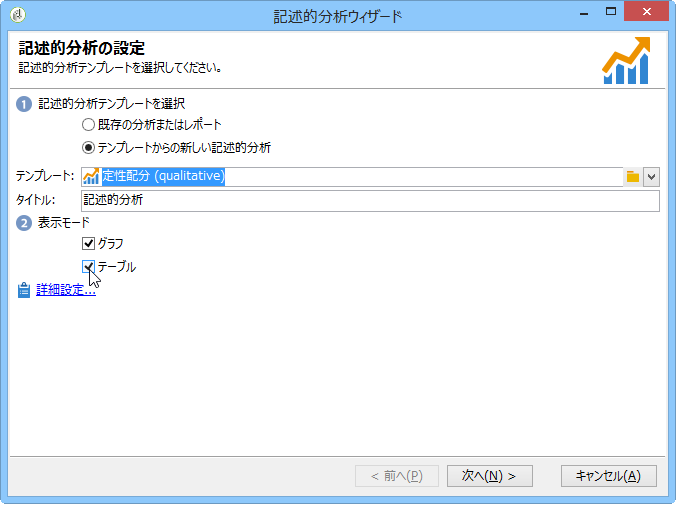 記述的分析ウィザード
記述的分析の設定
記述的分析テンプレートを選択してください。
1 記述的分析テンプレートを選択
既存の分析またはレポート
テンプレートからの新しい記述的分析
テンプレート: 定性配分 (qualitative)
タイトル: 記述的分析
2 表示モード
グラフ
テーブル
詳細設定...
< 前へ(P) 次へ(N) > キャンセル(A)